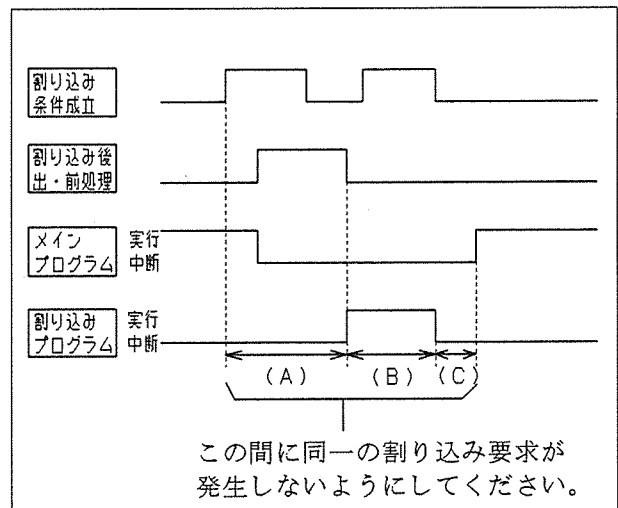 割り込み
条件成立
割り込み後
出・前処理
メイン
プログラム
実行
中断
割り込み
プログラム
実行
中断
(A)
(B)
(C)
この間に同一の割り込み要求が
発生しないようにしてください。